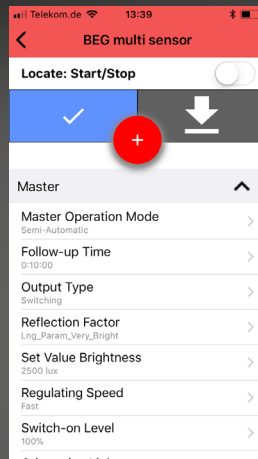 Telekom.de 13:39
BEG multi sensor
Locate: Start/Stop
Master
Master Operation Mode
Semi-Automatic
Follow-up Time
0:10:00
Output Type
Switching
Reflection Factor
Lng_Param_Very_Bright
Set Value Brightness
2500 lux
Regulating Speed
Fast
Switch-on Level
100%